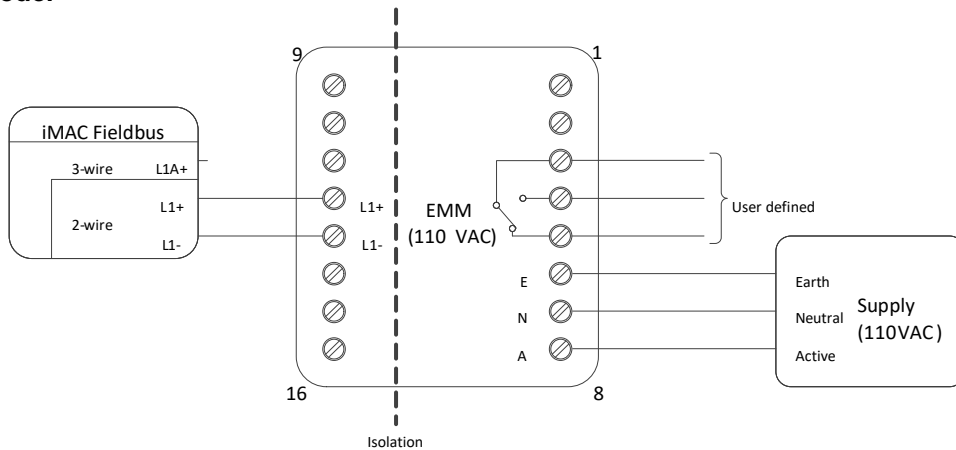 9
1
iMAC Fieldbus
3-wire
L1A+
L1+
2-wire
L1-
L1+
L1-
EMM
(110 VAC)
User defined
E
N
A
Earth
Neutral
Active
Supply
(110VAC)
16
8
Isolation